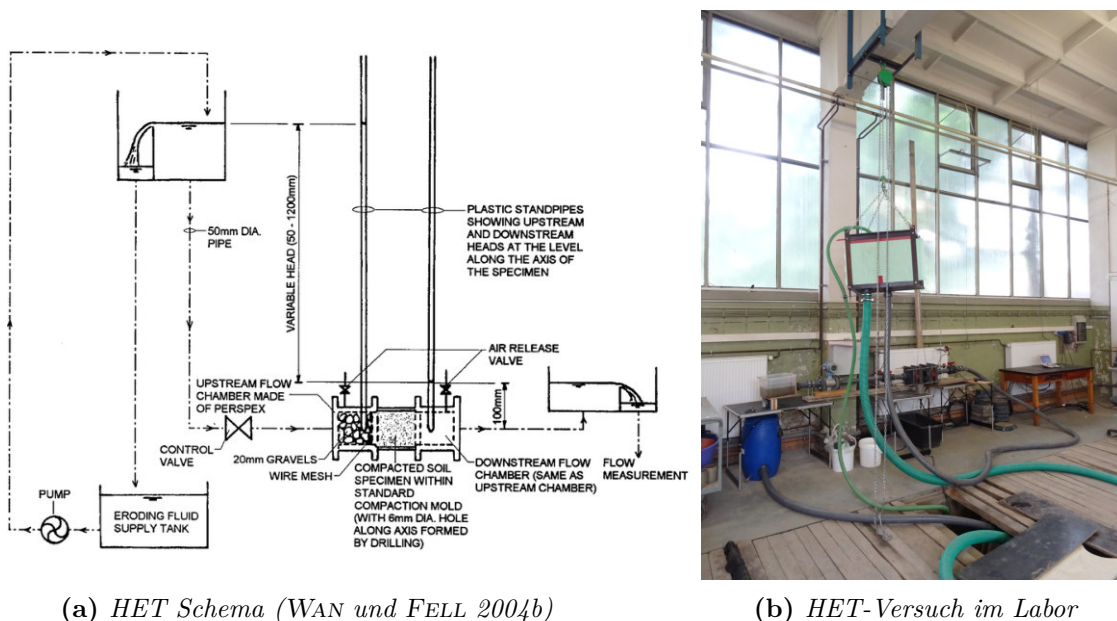 50mm DIA.
PIPE
VARIABLE HEAD (50 - 1200mm)
PLASTIC STANDPIPES
SHOWING UPSTREAM
AND DOWNSTREAM
HEADS AT THE LEVEL
ALONG THE AXIS OF
THE SPECIMEN
AIR RELEASE
VALVE
UPSTREAM FLOW
CHAMBER MADE
OF PERSPEX
100mm
CONTROL
VALVE
20mm GRAVELS
WIRE MESH
COMPACTED SOIL
SPECIMEN WITHIN
STANDARD
COMPACTION MOLD
(WITH 6mm DIA. HOLE
ALONG AXIS FORMED
BY DRILLING)
DOWNSTREAM FLOW
CHAMBER (SAME AS
UPSTREAM CHAMBER)
FLOW
MEASUREMENT
PUMP
ERODING FLUID
SUPPLY TANK
(a) HET Schema (WAN und FELL 2004b)
(b) HET-Versuch im Labor